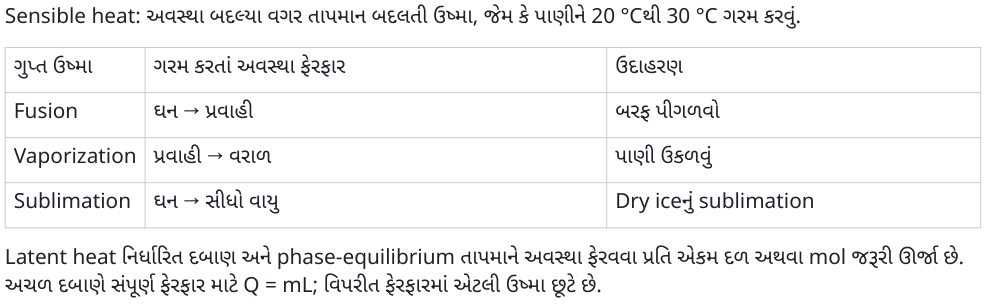 Sensible heat: અવસ્થા બદલ્યા વગર તાપમાન બદલતી ઉષ્મા, જેમ કે પાણીને 20 °Cથી 30 °C ગરમ કરવું.
ગુપ્ત ઉષ્મા ગરમ કરતાં અવસ્થા ફેરફાર ઉદાહરણ
Fusion ઘન → પ્રવાહી બરફ પીગળવો
Vaporization પ્રવાહી → વરાળ પાણી ઉકળવું
Sublimation ઘન → સીધો વાયુ Dry iceનું sublimation
Latent heat નિર્ધારિત દબાણ અને phase-equilibrium તાપમાને અવસ્થા ફેરવવા પ્રતિ એકમ દળ અથવા mol જરૂરી ઊર્જા છે.
અચળ દબાણે સંપૂર્ણ ફેરફાર માટે Q = mL; વિપરીત ફેરફારમાં એટલી ઉષ્મા છૂટે છે.